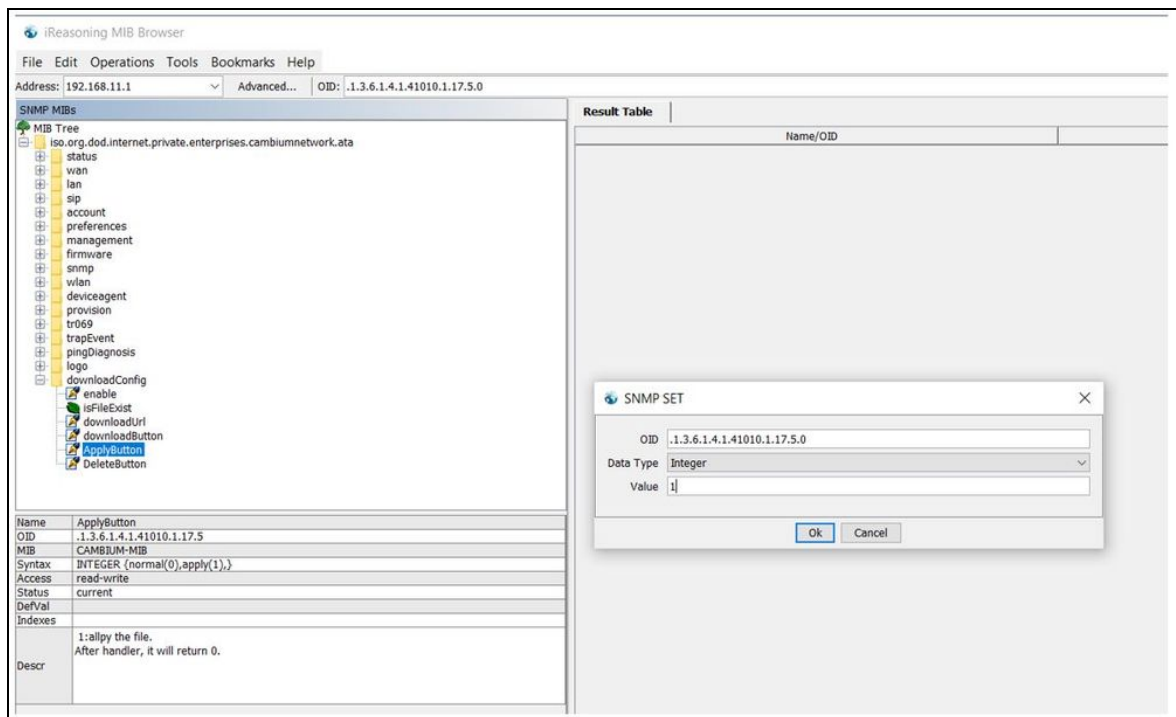 iReasoning MIB Browser
File Edit Operations Tools Bookmarks Help
Address: 192.168.11.1 Advanced... OID: .1.3.6.1.4.1.41010.1.17.5.0
SNMP MIBs
MIB Tree
iso.org.dod.internet.private.enterprises.cambiumnetwork.ata
status
wan
lan
sip
account
preferences
management
firmware
snmp
wlan
deviceagent
provision
tr069
trapEvent
pingDiagnosis
logo
downloadConfig
enable
isFileExist
downloadUrl
downloadButton
ApplyButton
DeleteButton
Name ApplyButton
OID .1.3.6.1.4.1.41010.1.17.5
MIB CAMBIUM-MIB
Syntax INTEGER {normal(0),apply(1),}
Access read-write
Status current
DefVal
Indexes
Descr 1:allpy the file.
After handler, it will return 0.
Result Table
Name/OID
SNMP SET
OID .1.3.6.1.4.1.41010.1.17.5.0
Data Type Integer
Value 1
Ok Cancel